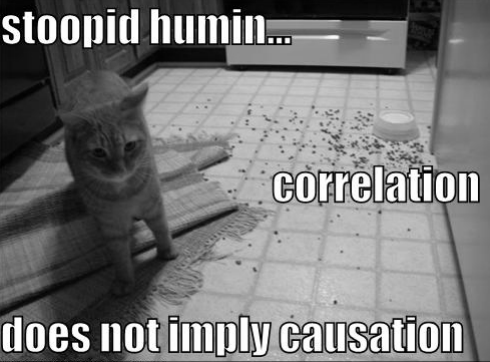 stoopid humin...
correlation
does not imply causation